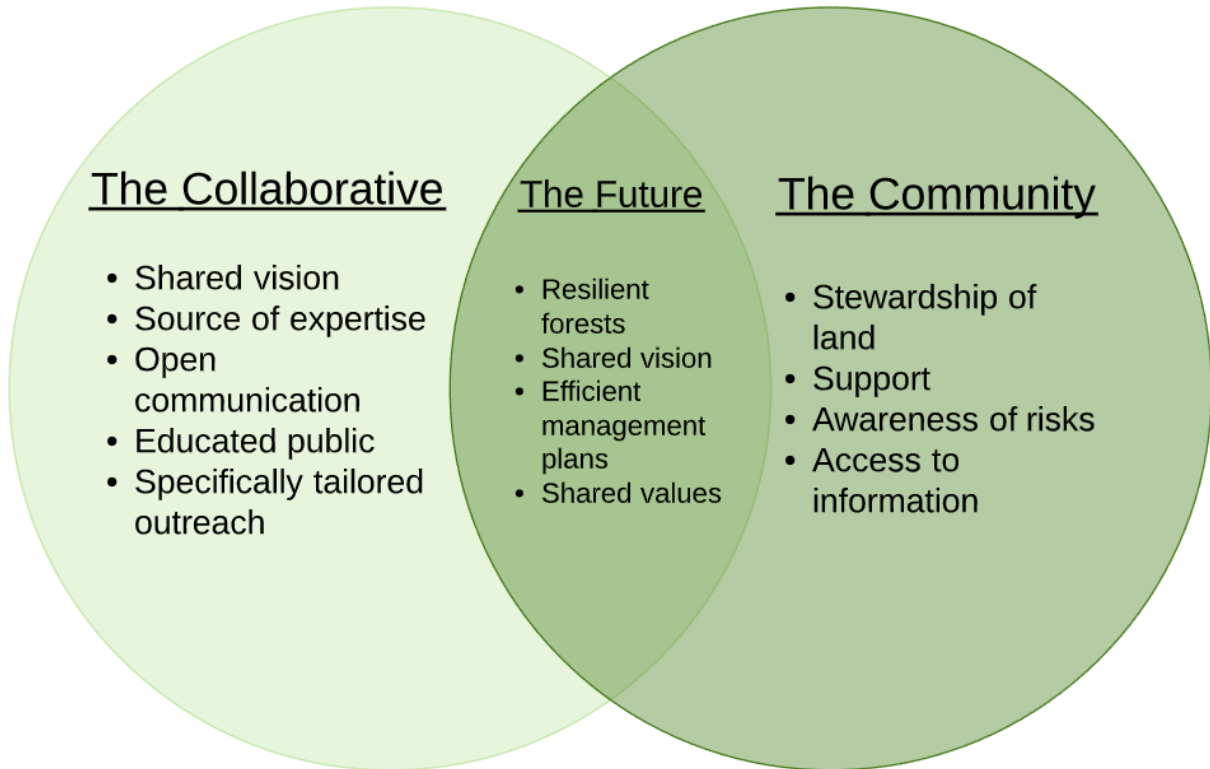 The Collaborative
• Shared vision
• Source of expertise
• Open
communication
• Educated public
• Specifically tailored
outreach
The Future
• Resilient
forests
• Shared vision
• Efficient
management
plans
• Shared values
The Community
• Stewardship of
land
• Support
• Awareness of risks
• Access to
information